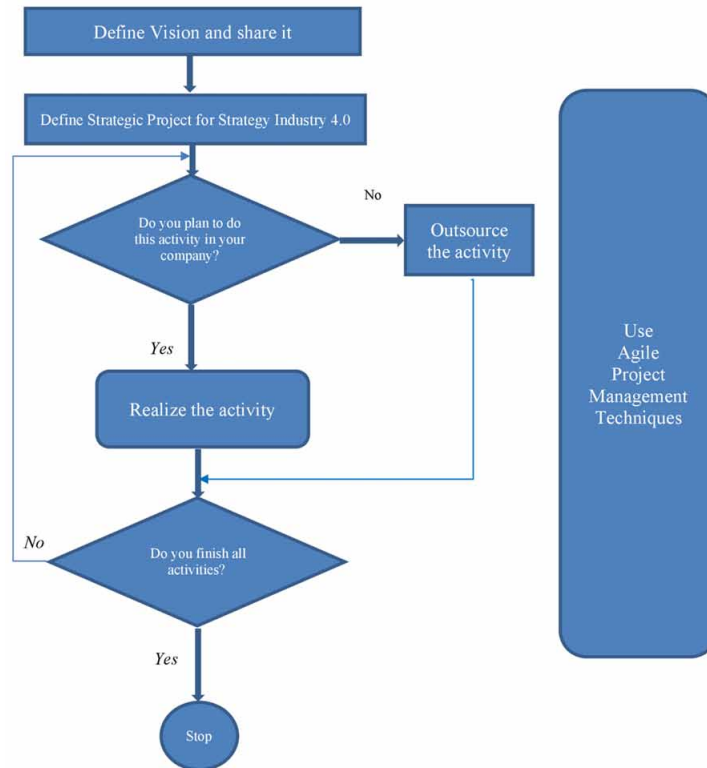 Define Vision and share it
Define Strategic Project for Strategy Industry 4.0
Do you plan to do
this activity in your
company?
No
Outsource
the activity
Yes
Realize the activity
Do you finish all
activities?
No
Yes
Stop
Use
Agile
Project
Management
Techniques